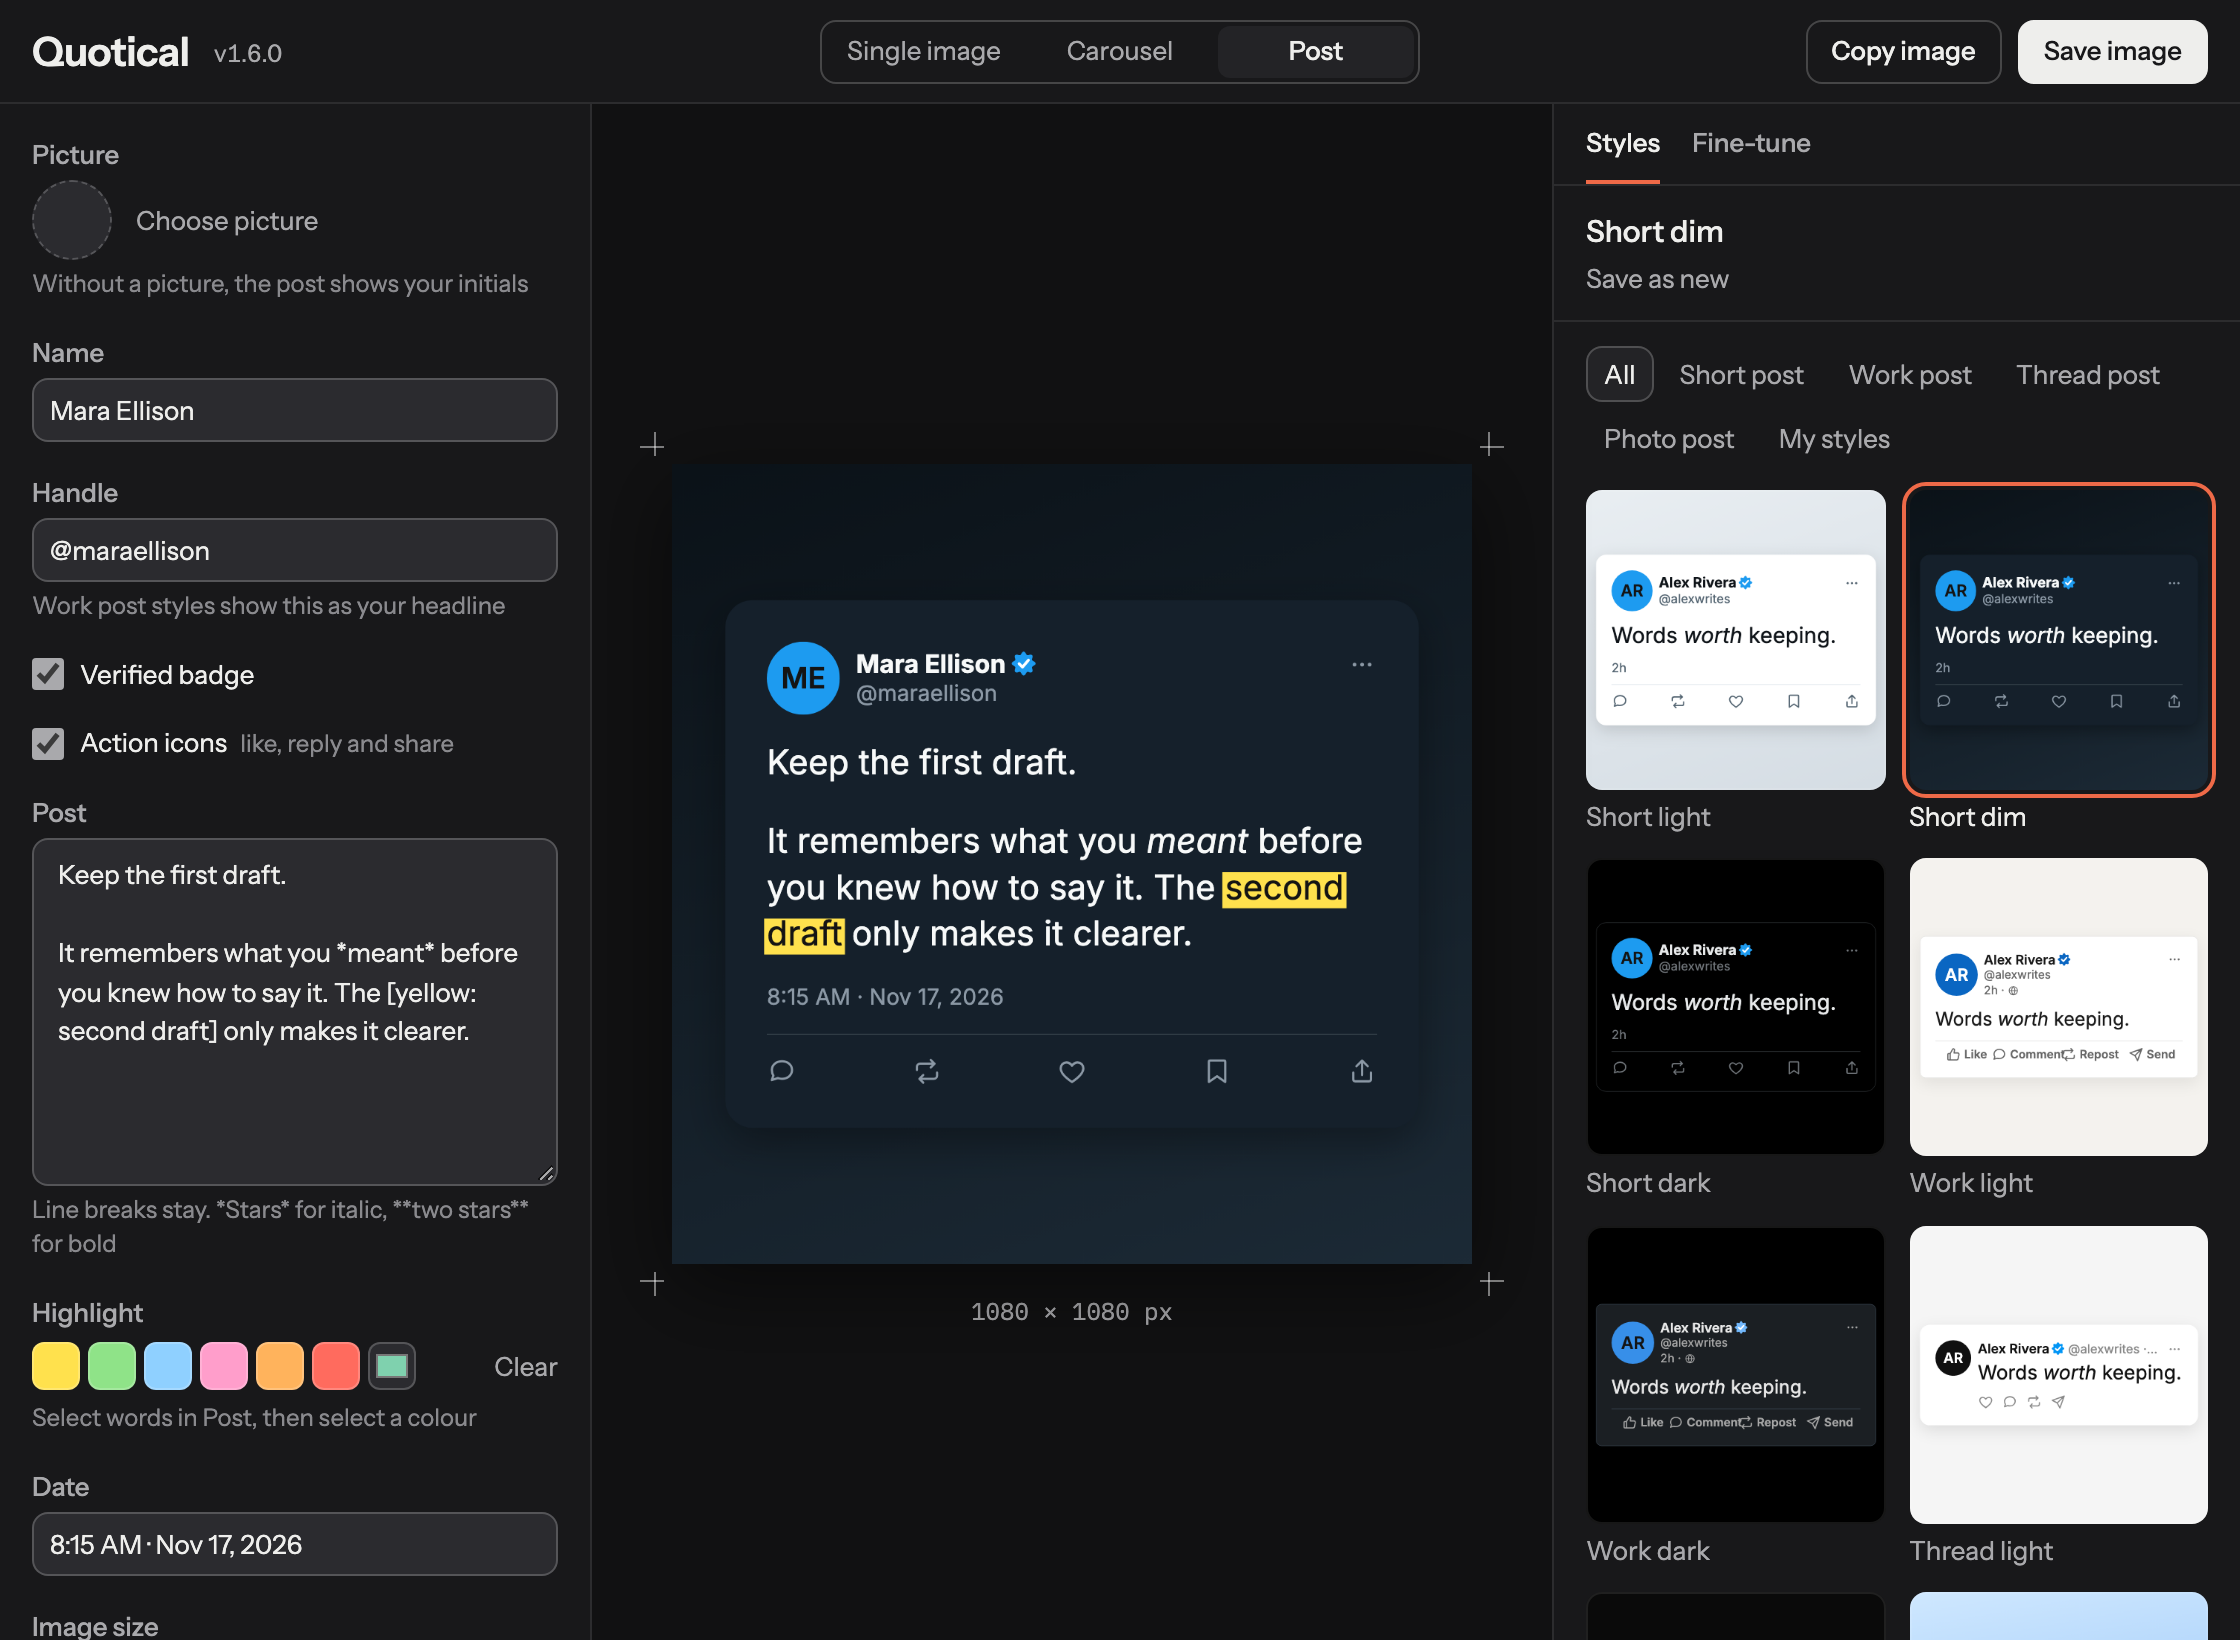 Quotical v1.6.0
Single image Carousel Post
Copy image Save image
Picture
Choose picture
Without a picture, the post shows your initials
Name
Mara Ellison
Handle
@maraellison
Work post styles show this as your headline
Verified badge
Action icons like, reply and share
Post
Keep the first draft.
It remembers what you *meant* before
you knew how to say it. The [yellow:
second draft] only makes it clearer.
Line breaks stay. *Stars* for italic, **two stars**
for bold
Highlight
Clear
Select words in Post, then select a colour
Date
8:15 AM · Nov 17, 2026
Image size
ME
Mara Ellison
@maraellison
Keep the first draft.
It remembers what you meant before
you knew how to say it. The second
draft only makes it clearer.
8:15 AM · Nov 17, 2026
1080 × 1080 px
Styles Fine-tune
Short dim
Save as new
All Short post Work post Thread post
Photo post My styles
AR
Alex Rivera
@alexwrites
Words worth keeping.
2h
Short light
AR
Alex Rivera
@alexwrites
Words worth keeping.
2h
Short dim
AR
Alex Rivera
@alexwrites
Words worth keeping.
2h
Short dark
AR
Alex Rivera
@alexwrites
2h ·
Words worth keeping.
Like Comment Repost Send
Work light
AR
Alex Rivera
@alexwrites
2h ·
Words worth keeping.
Like Comment Repost Send
Work dark
AR
Alex Rivera @alexwrites ·...
Words worth keeping.
Thread light